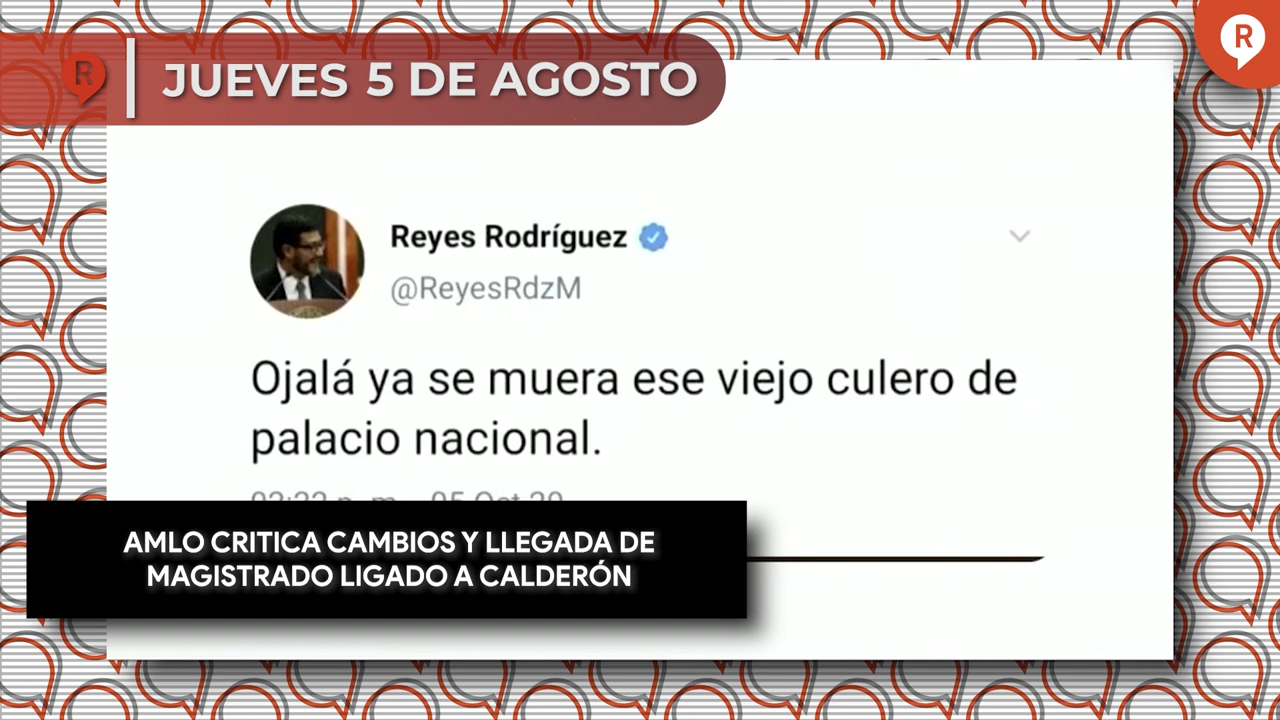 R
R
JUEVES 5 DE AGOSTO
Reyes Rodríguez
@ReyesRdzM
Ojalá ya se muera ese viejo culero de
palacio nacional.
AMLO CRITICA CAMBIOS Y LLEGADA DE
MAGISTRADO LIGADO A CALDERÓN